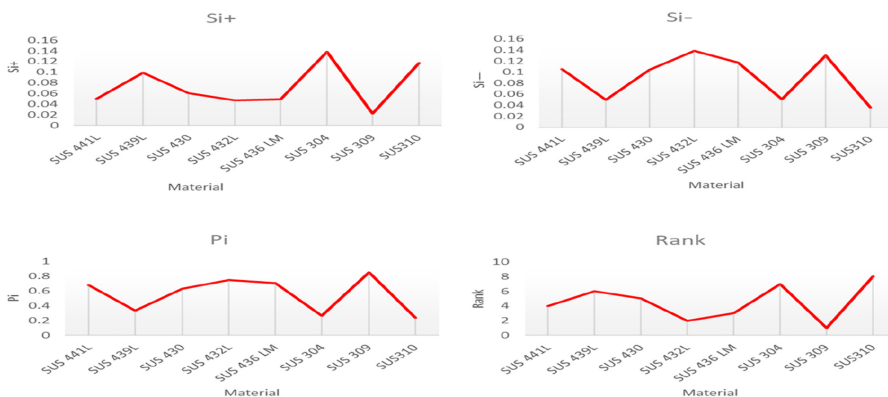 Si+
0.16
0.14
0.12
0.1
0.08
0.06
0.04
0.02
0
Si+
SUS 441L
SUS 439L
SUS 430
SUS 432L
SUS 436 LM
SUS 304
SUS 309
SUS310
Material
Si-
0.16
0.14
0.12
0.1
0.08
0.06
0.04
0.02
0
Si—
SUS 441L
SUS 439L
SUS 430
SUS 432L
SUS 436 LM
SUS 304
SUS 309
SUS310
Material
Pi
1
0.8
0.6
0.4
0.2
0
Pi
SUS 441L
SUS 439L
SUS 430
SUS 432L
SUS 436 LM
SUS 304
SUS 309
SUS310
Material
Rank
10
8
6
4
2
0
Rank
SUS 441L
SUS 439L
SUS 430
SUS 432L
SUS 436 LM
SUS 304
SUS 309
SUS310
Material